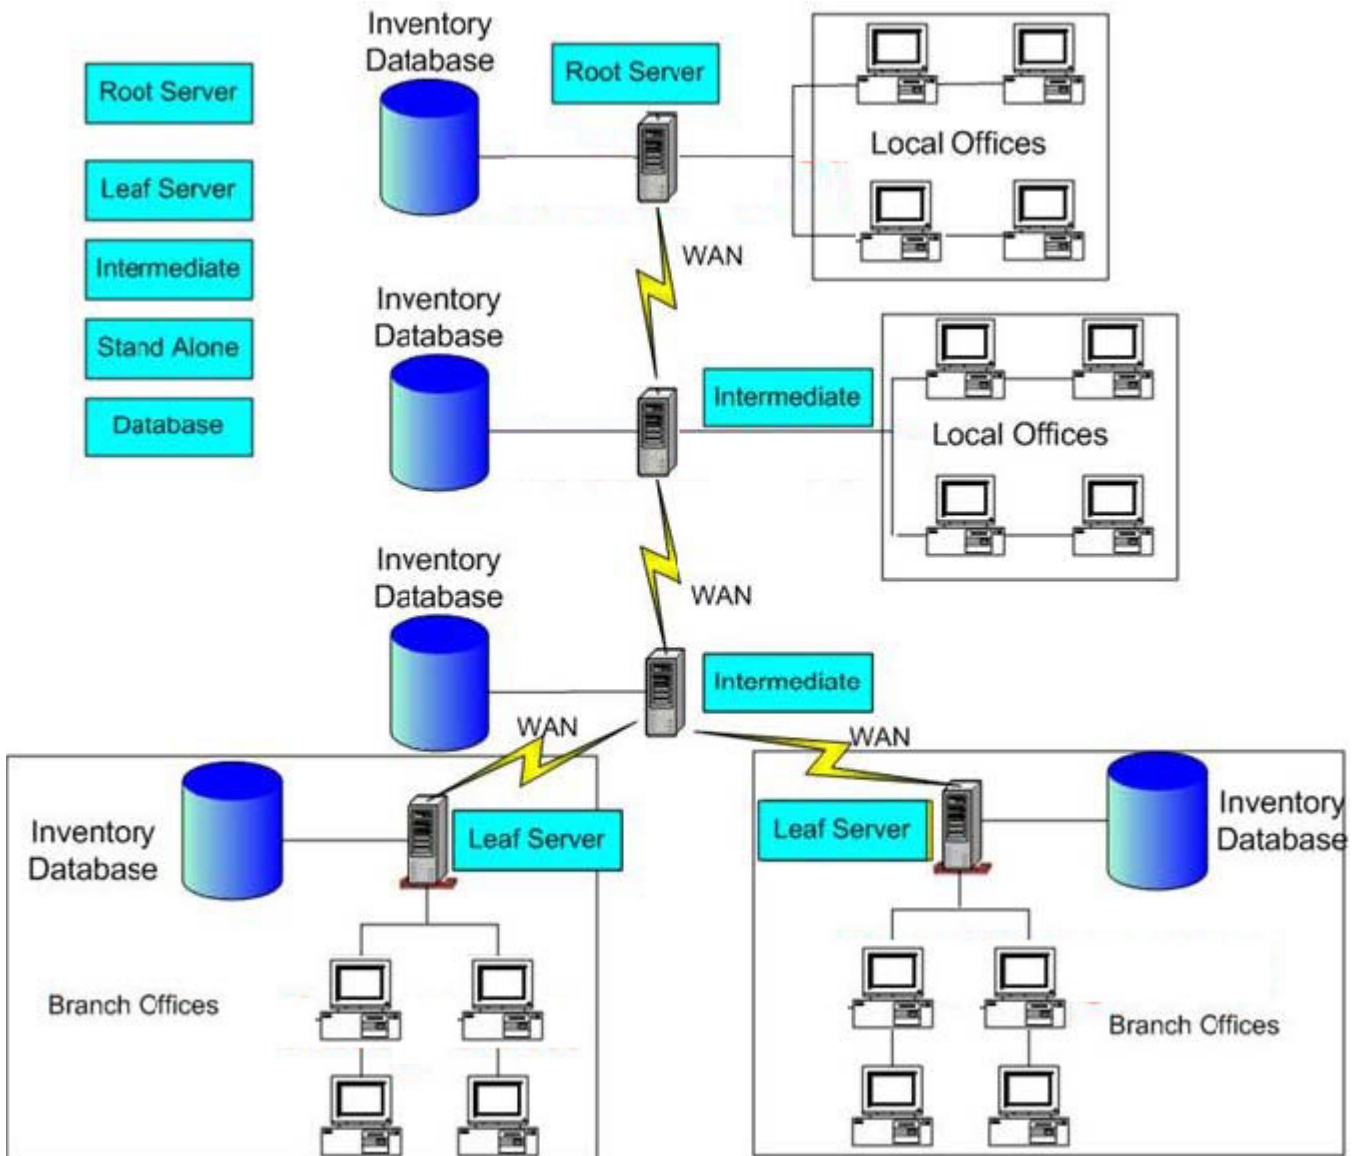 Root Server
Leaf Server
Intermediate
Stand Alone
Database
Inventory
Database
Root Server
Local Offices
WAN
Inventory
Database
Intermediate
Local Offices
WAN
Inventory
Database
Intermediate
WAN
WAN
Inventory
Database
Leaf Server
Branch Offices
Leaf Server
Inventory
Database
Branch Offices